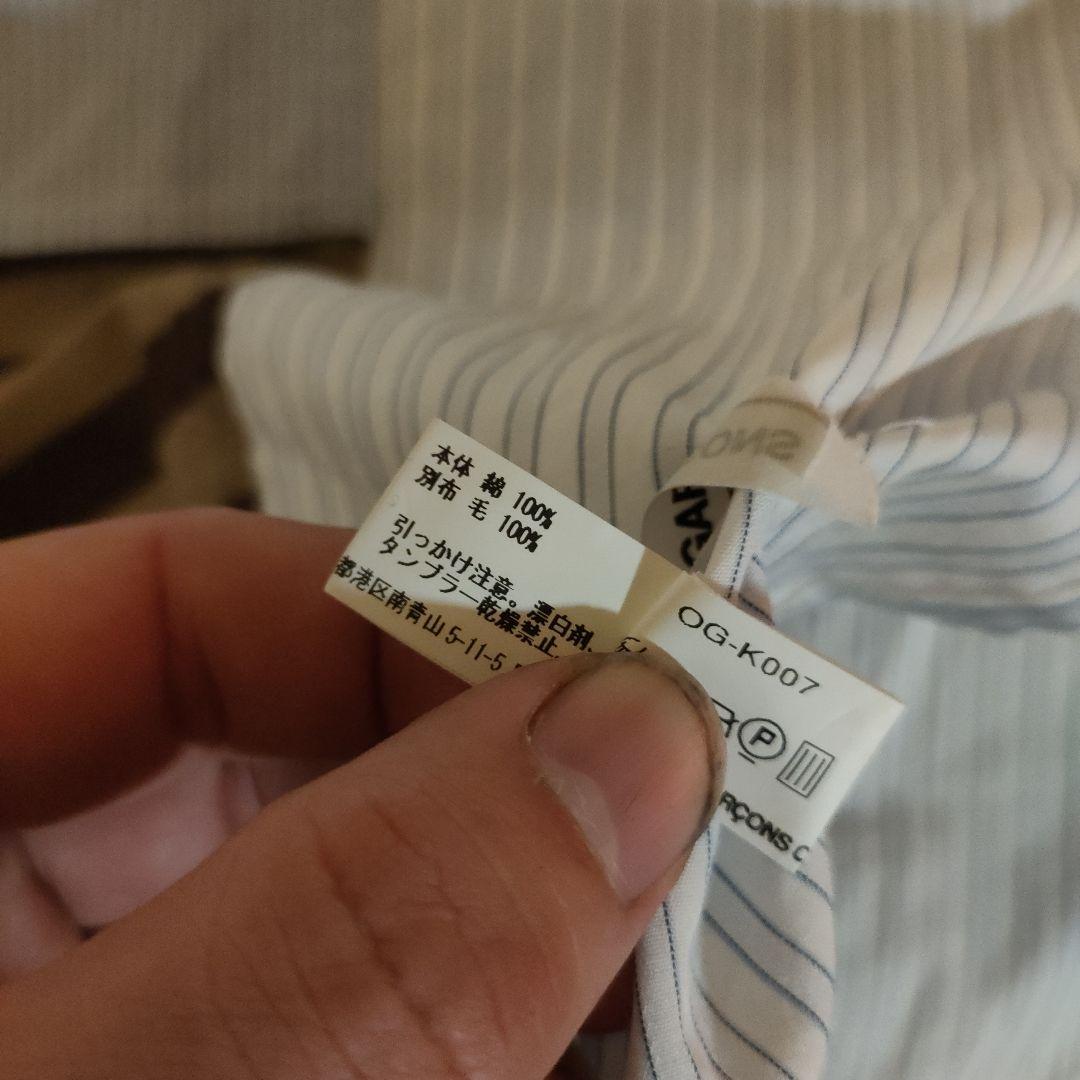 本体 綿 100%
別布 毛 100%
引っかけ注意。漂白剤、
タンブラー乾燥禁止。
都港区南青山 5-11-5
OG-K007
P
RÇONS C
GAR
ONS